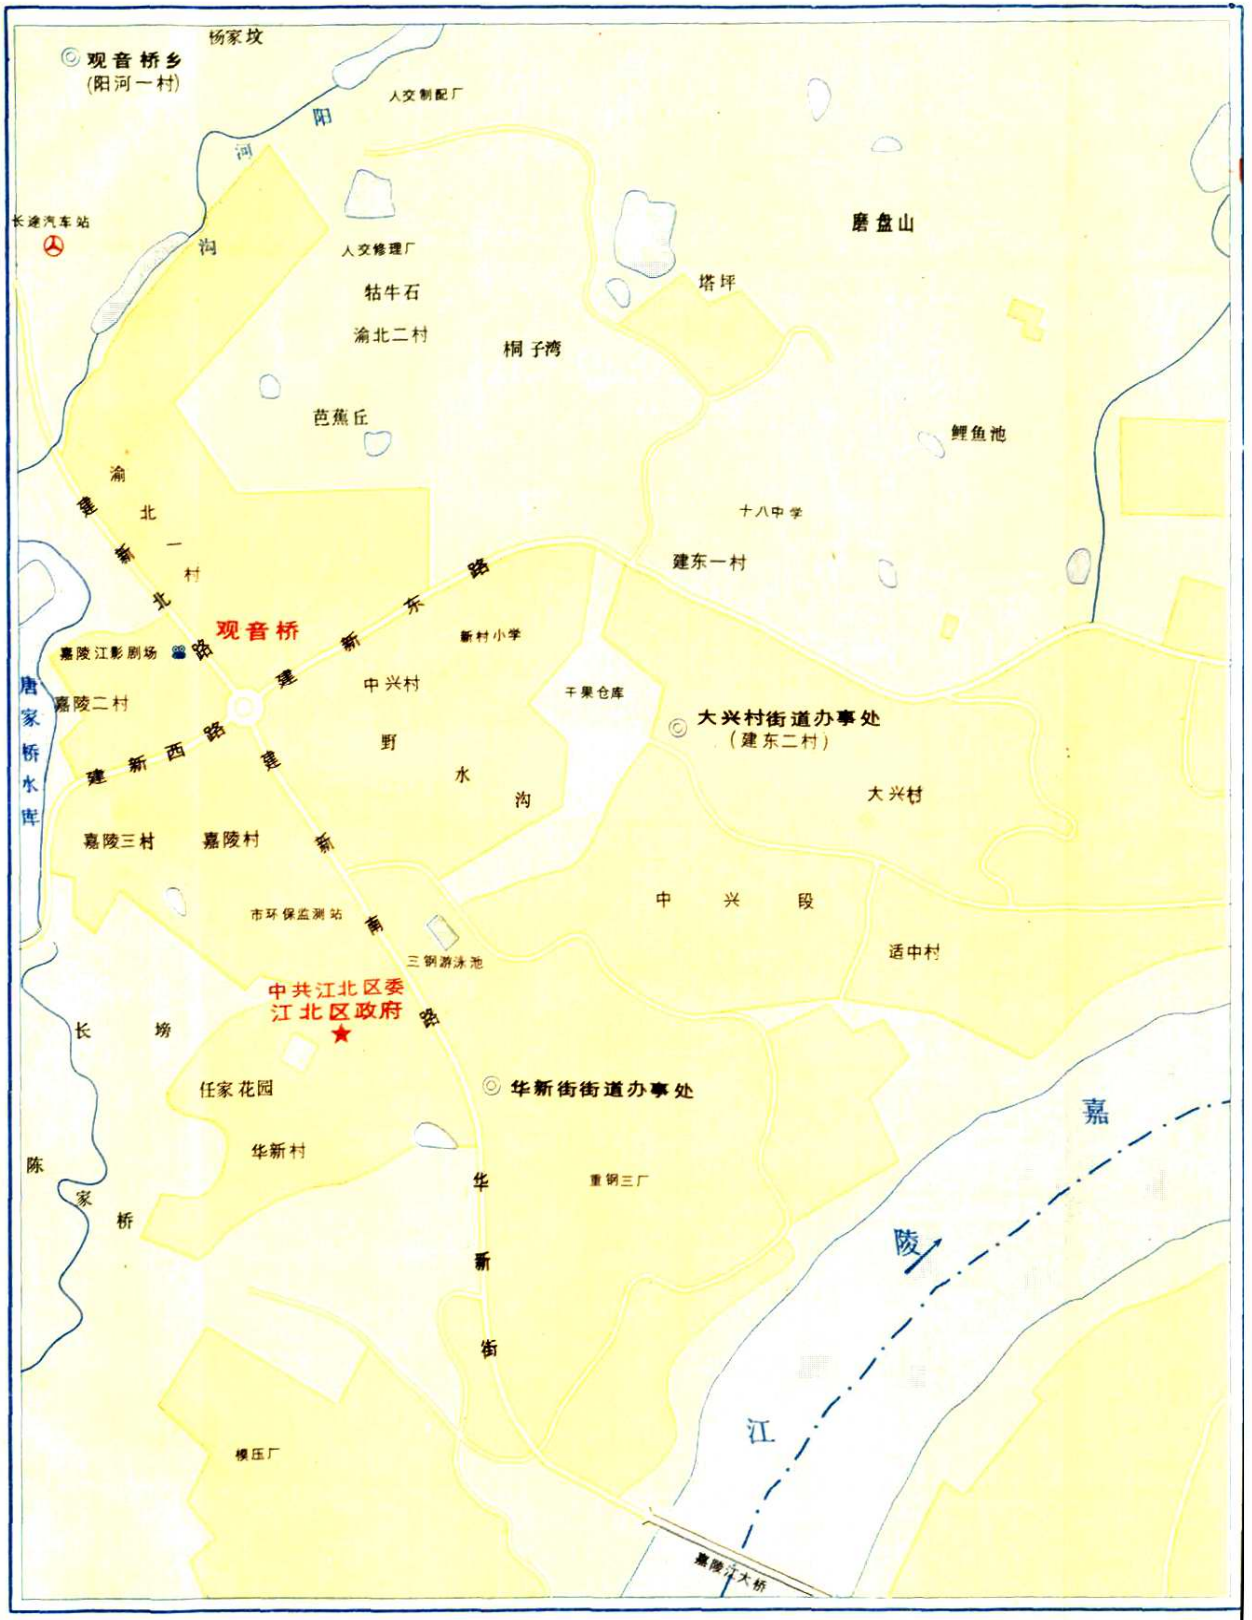 杨家坟
观音桥乡
(阳河一村)
人交制配厂
阳河沟
长途汽车站
磨盘山
人交修理厂
牯牛石
渝北二村
塔坪
桐子湾
芭蕉丘
鲤鱼池
十八中学
建东一村
渝北一村
建新北路
观音桥
建新东路
新村小学
嘉陵江影剧场
嘉陵二村
中兴村
干果仓库
大兴村街道办事处
(建东二村)
唐家桥水库
建新西路
野水沟
大兴村
嘉陵三村
嘉陵村
建新南路
市环保监测站
中兴段
适中村
三钢游泳池
中共江北区委
江北区政府
长塝
任家花园
华新街街道办事处
嘉陵江
华新村
陈家桥
重钢三厂
华新街
模压厂
嘉陵江大桥